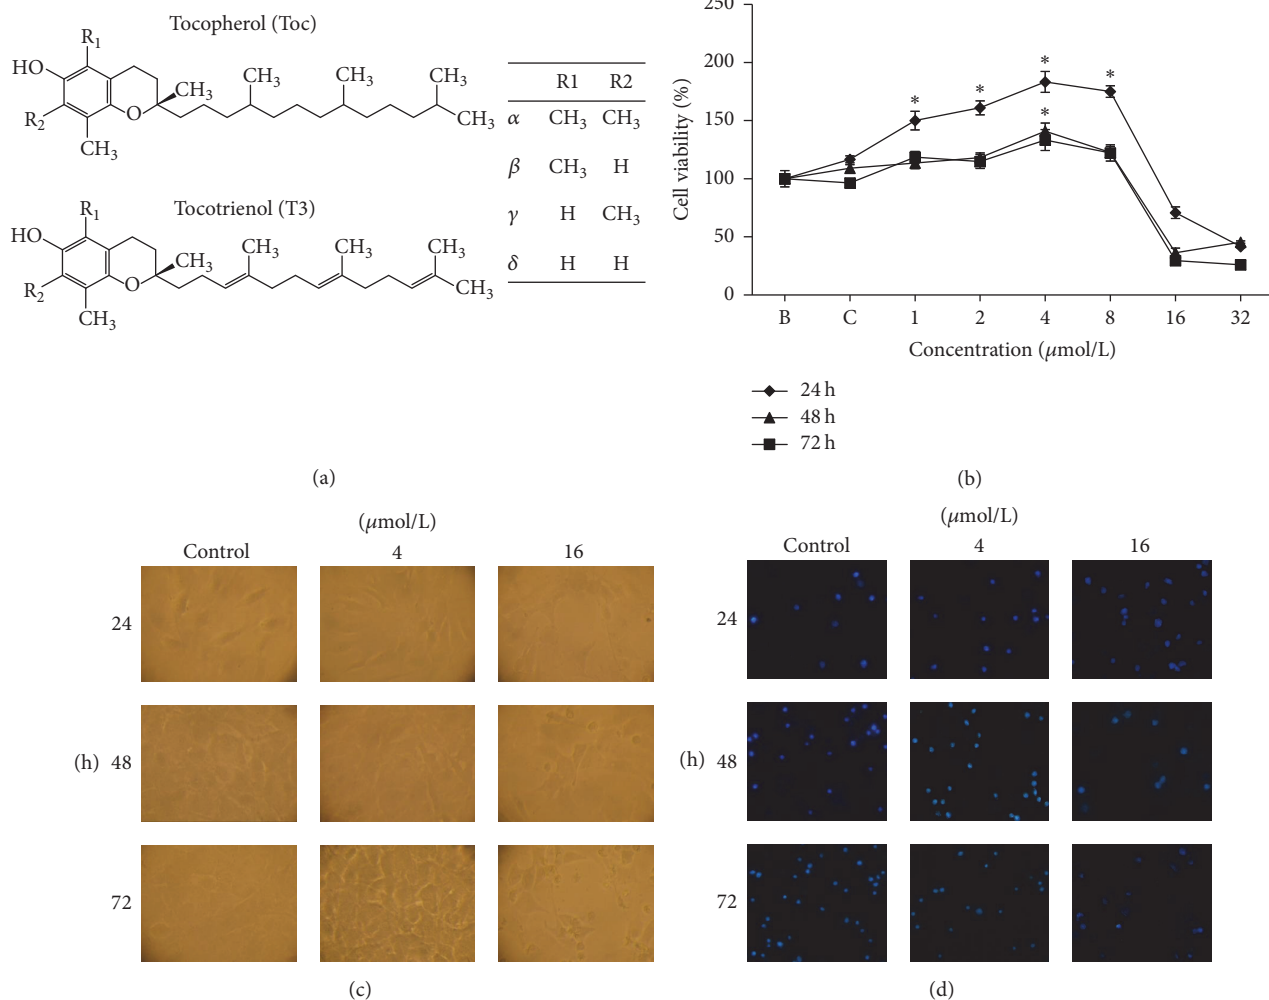 Tocopherol (Toc)
R1
HO
CH3
CH3
CH3
R2
O
CH3
CH3
Tocotrienol (T3)
R1
HO
CH3
CH3
CH3
R2
O
CH3
CH3
R1 R2
α CH3 CH3
β CH3 H
γ H CH3
δ H H
(a)
250
200
150
100
50
0
Cell viability (%)
* * * * *
*
B C 1 2 4 8 16 32
Concentration (μmol/L)
24 h
48 h
72 h
(b)
(μmol/L)
Control 4 16
24
(h) 48
72
(c)
(μmol/L)
Control 4 16
24
(h) 48
72
(d)